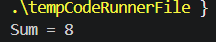 .\tempCodeRunnerFile }
Sum = 8